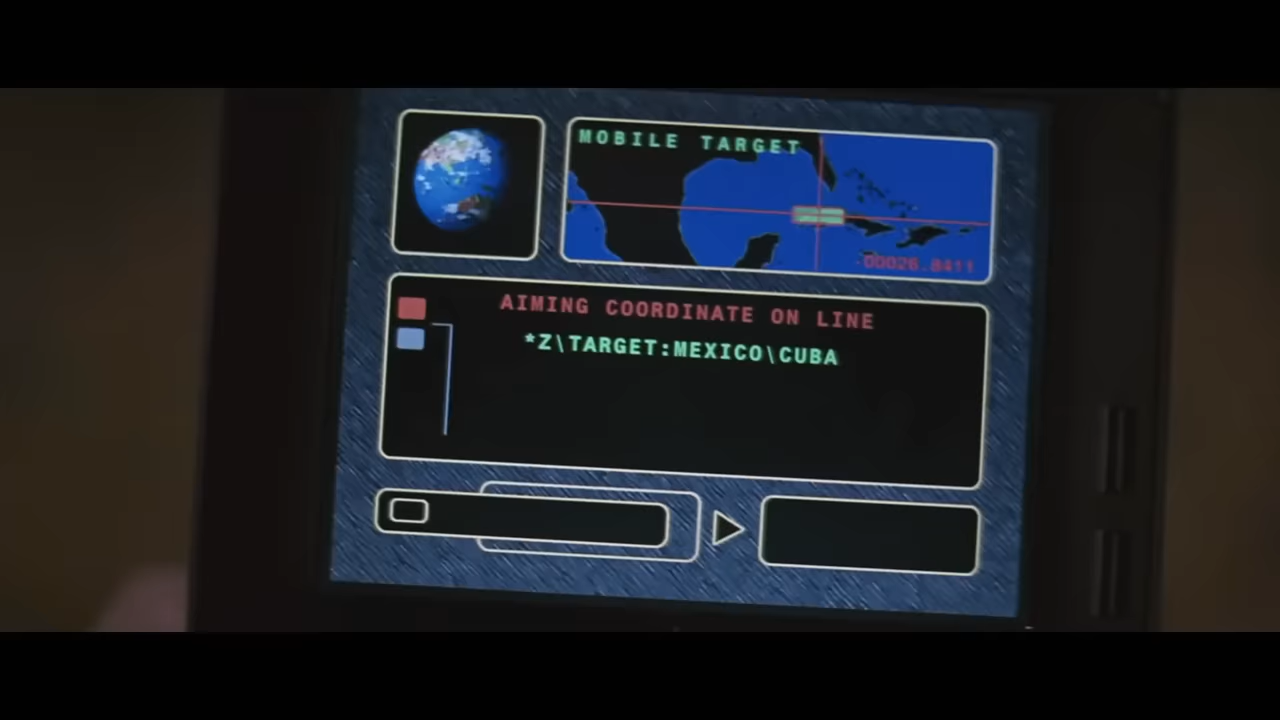 MOBILE TARGET
00026.8411
AIMING COORDINATE ON LINE
*Z\TARGET:MEXICO\CUBA